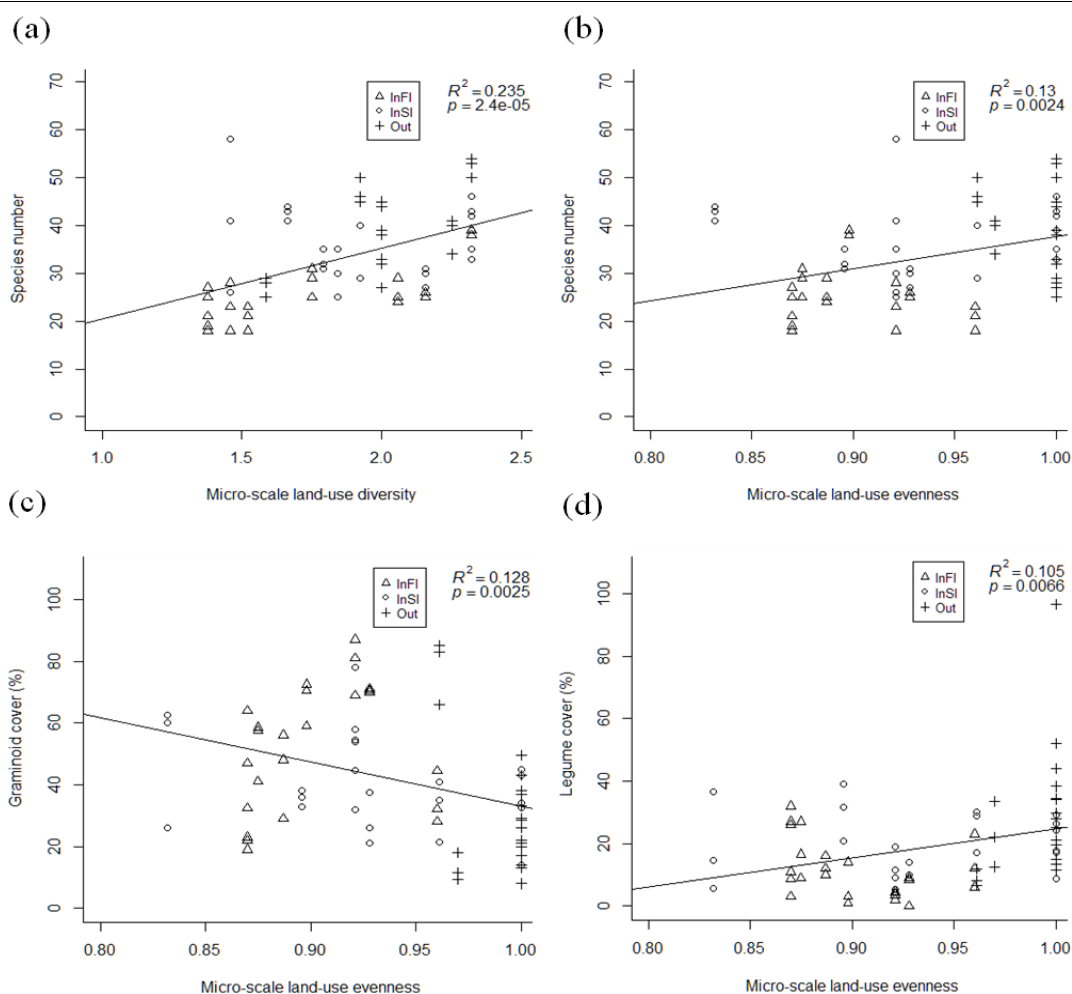 (a)
70
60
50
40
30
20
10
0
Species number
InFI
InSI
Out
R² = 0.235
p = 2.4e-05
1.0 1.5 2.0 2.5
Micro-scale land-use diversity
(b)
70
60
50
40
30
20
10
0
Species number
InFI
InSI
Out
R² = 0.13
p = 0.0024
0.80 0.85 0.90 0.95 1.00
Micro-scale land-use evenness
(c)
100
80
60
40
20
0
Graminoid cover (%)
InFI
InSI
Out
R² = 0.128
p = 0.0025
0.80 0.85 0.90 0.95 1.00
Micro-scale land-use evenness
(d)
100
80
60
40
20
0
Legume cover (%)
InFI
InSI
Out
R² = 0.105
p = 0.0066
0.80 0.85 0.90 0.95 1.00
Micro-scale land-use evenness